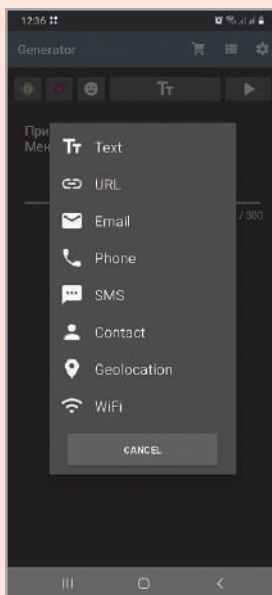 12:36
Generator
Tт
При
Мен
/ 300
Tт Text
URL
Email
Phone
SMS
Contact
Geolocation
WiFi
CANCEL